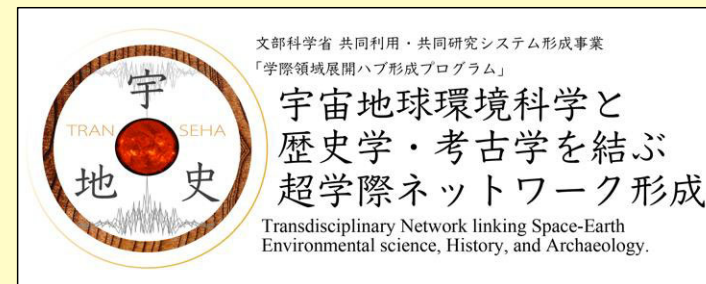 宇
TRAN SEHA
地 史
文部科学省 共同利用・共同研究システム形成事業
「学際領域展開ハブ形成プログラム」
宇宙地球環境科学と
歴史学・考古学を結ぶ
超学際ネットワーク形成
Transdisciplinary Network linking Space-Earth
Environmental science, History, and Archaeology.